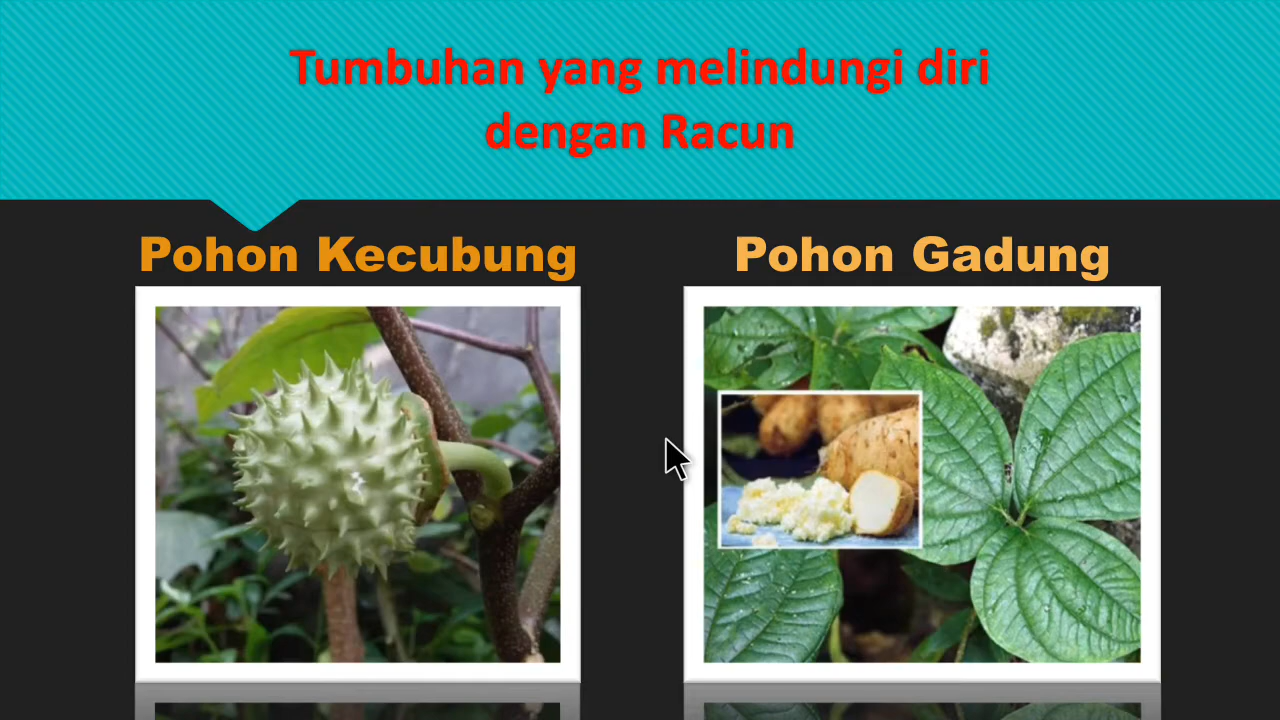 Tumbuhan yang melindungi diri
dengan Racun
Pohon Kecubung
Pohon Gadung